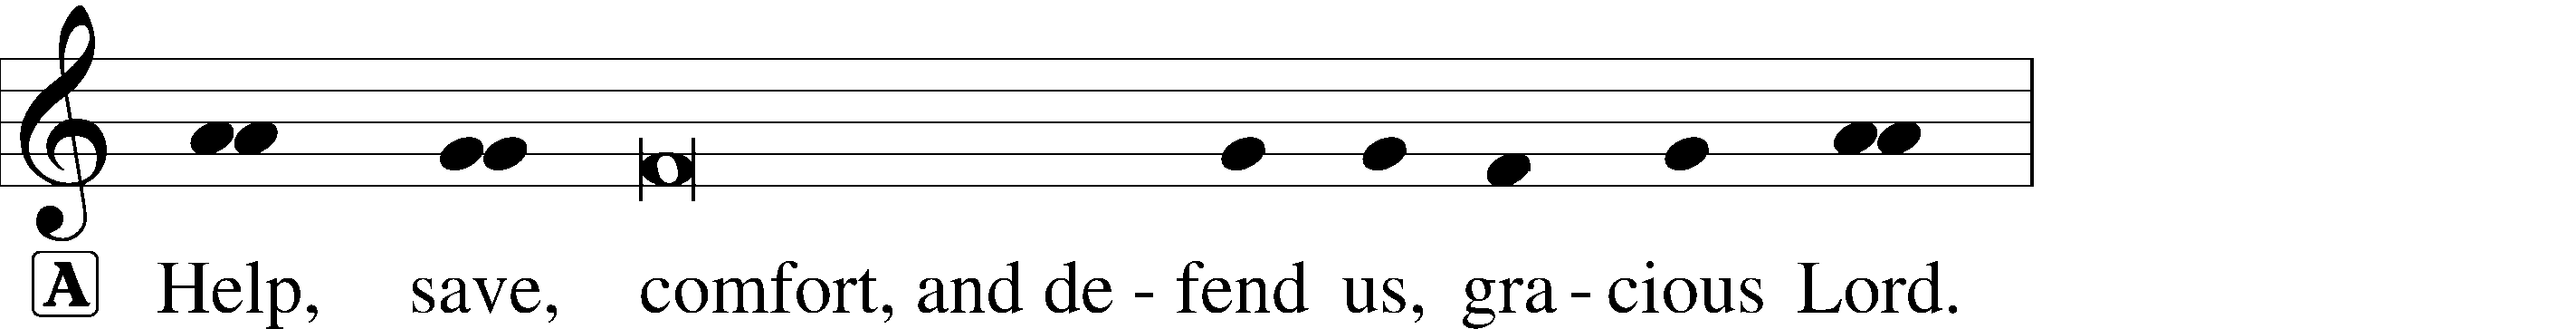 A Help, save, comfort, and de - fend us, gra - cious Lord.